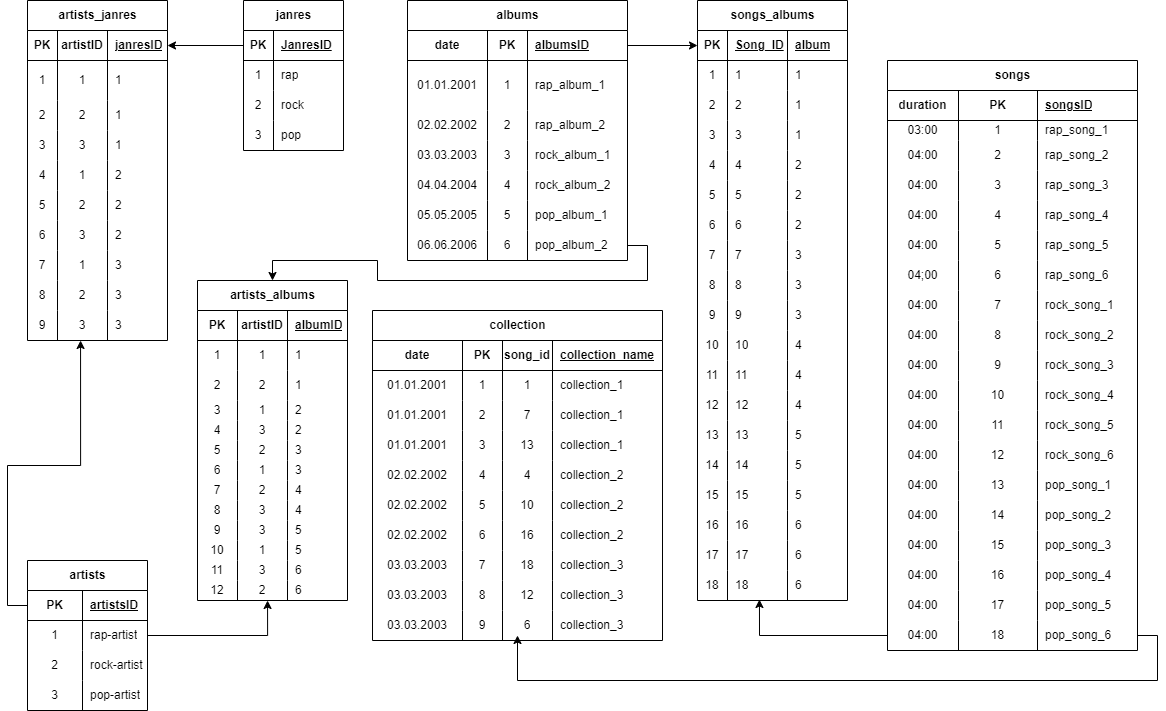 artists_janres
PK artistID janresID
1 1 1
2 2 1
3 3 1
4 1 2
5 2 2
6 3 2
7 1 3
8 2 3
9 3 3
janres
PK JanresID
1 rap
2 rock
3 pop
albums
date PK albumsID
01.01.2001 1 rap_album_1
02.02.2002 2 rap_album_2
03.03.2003 3 rock_album_1
04.04.2004 4 rock_album_2
05.05.2005 5 pop_album_1
06.06.2006 6 pop_album_2
songs_albums
PK Song_ID album
1 1 1
2 2 1
3 3 1
4 4 2
5 5 2
6 6 2
7 7 3
8 8 3
9 9 3
10 10 4
11 11 4
12 12 4
13 13 5
14 14 5
15 15 5
16 16 6
17 17 6
18 18 6
songs
duration PK songsID
03:00 1 rap_song_1
04:00 2 rap_song_2
04:00 3 rap_song_3
04:00 4 rap_song_4
04:00 5 rap_song_5
04;00 6 rap_song_6
04:00 7 rock_song_1
04:00 8 rock_song_2
04:00 9 rock_song_3
04:00 10 rock_song_4
04:00 11 rock_song_5
04:00 12 rock_song_6
04:00 13 pop_song_1
04:00 14 pop_song_2
04:00 15 pop_song_3
04:00 16 pop_song_4
04:00 17 pop_song_5
04:00 18 pop_song_6
artists_albums
PK artistID albumID
1 1 1
2 2 1
3 1 2
4 3 2
5 2 3
6 1 3
7 2 4
8 3 4
9 3 5
10 1 5
11 3 6
12 2 6
collection
date PK song_id collection_name
01.01.2001 1 1 collection_1
01.01.2001 2 7 collection_1
01.01.2001 3 13 collection_1
02.02.2002 4 4 collection_2
02.02.2002 5 10 collection_2
02.02.2002 6 16 collection_2
03.03.2003 7 18 collection_3
03.03.2003 8 12 collection_3
03.03.2003 9 6 collection_3
artists
PK artistsID
1 rap-artist
2 rock-artist
3 pop-artist